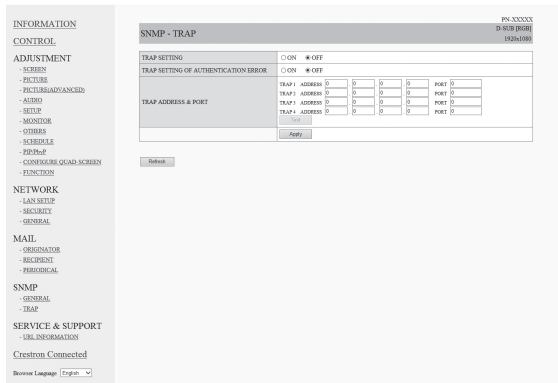 INFORMATION
CONTROL
ADJUSTMENT
- SCREEN
- PICTURE
- PICTURE(ADVANCED)
- AUDIO
- SETUP
- MONITOR
- OTHERS
- SCHEDULE
- PIP/PbyP
- CONFIGURE QUAD-SCREEN
- FUNCTION
NETWORK
- LAN SETUP
- SECURITY
- GENERAL
MAIL
- ORIGINATOR
- RECIPIENT
- PERIODICAL
SNMP
- GENERAL
- TRAP
SERVICE & SUPPORT
- URL INFORMATION
Crestron Connected
Browser Language English
PN-XXXXX
SNMP - TRAP
D-SUB [RGB]
1920x1080
TRAP SETTING ON OFF
TRAP SETTING OF AUTHENTICATION ERROR ON OFF
TRAP ADDRESS & PORT
TRAP 1 ADDRESS 0 . 0 . 0 . 0 PORT 0
TRAP 2 ADDRESS 0 . 0 . 0 . 0 PORT 0
TRAP 3 ADDRESS 0 . 0 . 0 . 0 PORT 0
TRAP 4 ADDRESS 0 . 0 . 0 . 0 PORT 0
Test
Apply
Refresh